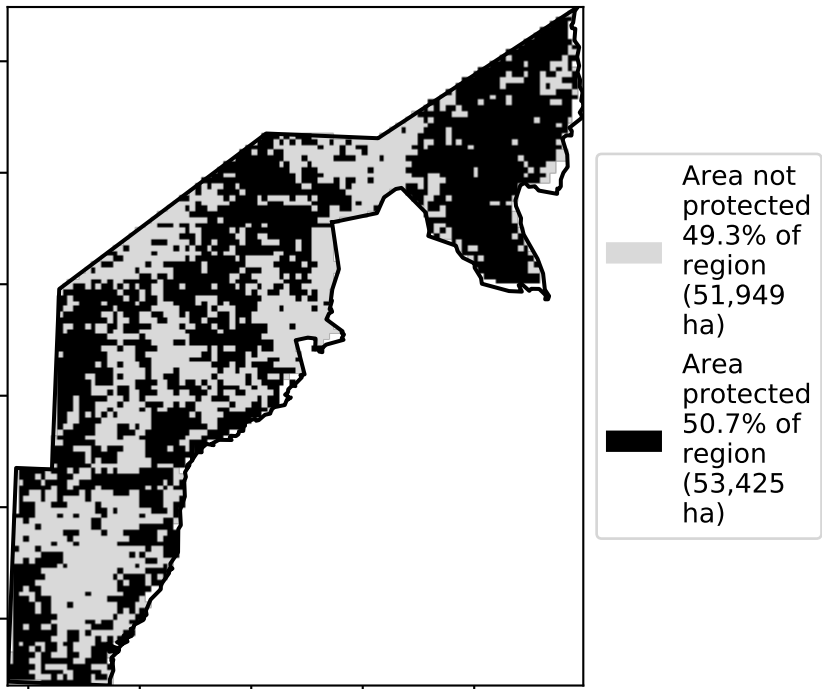 Area not
protected
49.3% of
region
(51,949
ha)
Area
protected
50.7% of
region
(53,425
ha)